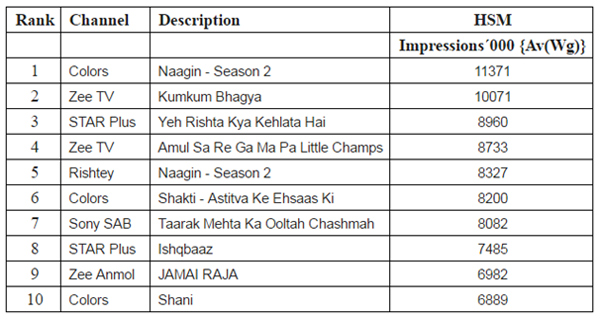 Rank Channel Description HSM
Impressions´000 {Av(Wg)}
1 Colors Naagin - Season 2 11371
2 Zee TV Kumkum Bhagya 10071
3 STAR Plus Yeh Rishta Kya Kehlata Hai 8960
4 Zee TV Amul Sa Re Ga Ma Pa Little Champs 8733
5 Rishtey Naagin - Season 2 8327
6 Colors Shakti - Astitva Ke Ehsaas Ki 8200
7 Sony SAB Taarak Mehta Ka Ooltah Chashmah 8082
8 STAR Plus Ishqbaaz 7485
9 Zee Anmol JAMAI RAJA 6982
10 Colors Shani 6889